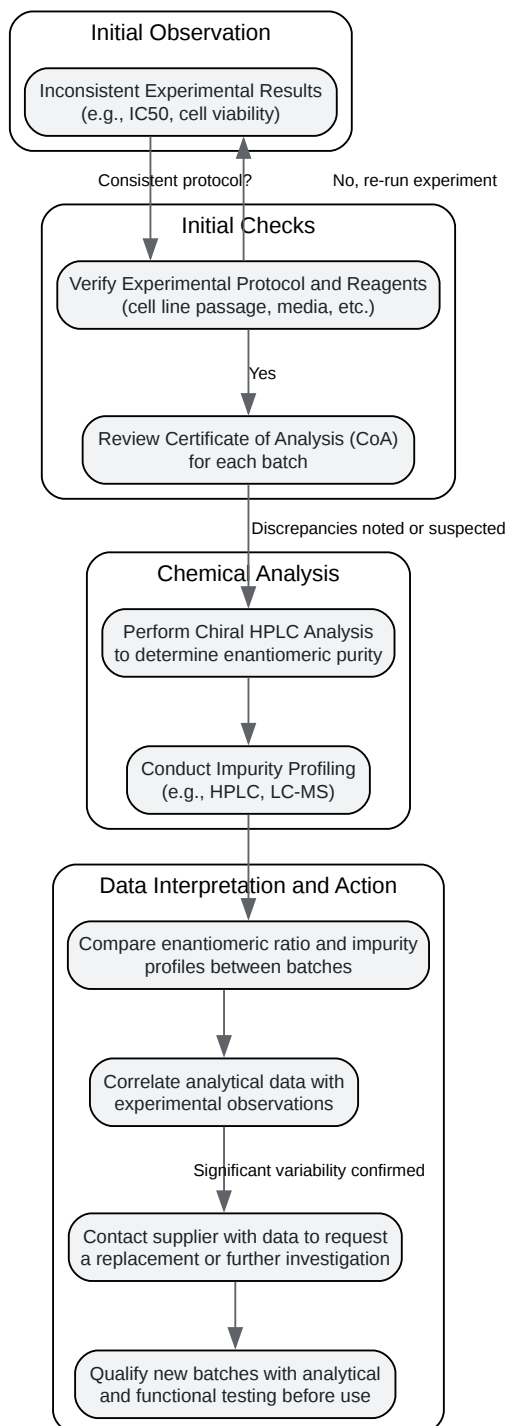 Initial Observation
Inconsistent Experimental Results
(e.g., IC50, cell viability)
Consistent protocol?
No, re-run experiment
Initial Checks
Verify Experimental Protocol and Reagents
(cell line passage, media, etc.)
Yes
Review Certificate of Analysis (CoA)
for each batch
Discrepancies noted or suspected
Chemical Analysis
Perform Chiral HPLC Analysis
to determine enantiomeric purity
Conduct Impurity Profiling
(e.g., HPLC, LC-MS)
Data Interpretation and Action
Compare enantiomeric ratio and impurity
profiles between batches
Correlate analytical data with
experimental observations
Significant variability confirmed
Contact supplier with data to request
a replacement or further investigation
Qualify new batches with analytical
and functional testing before use